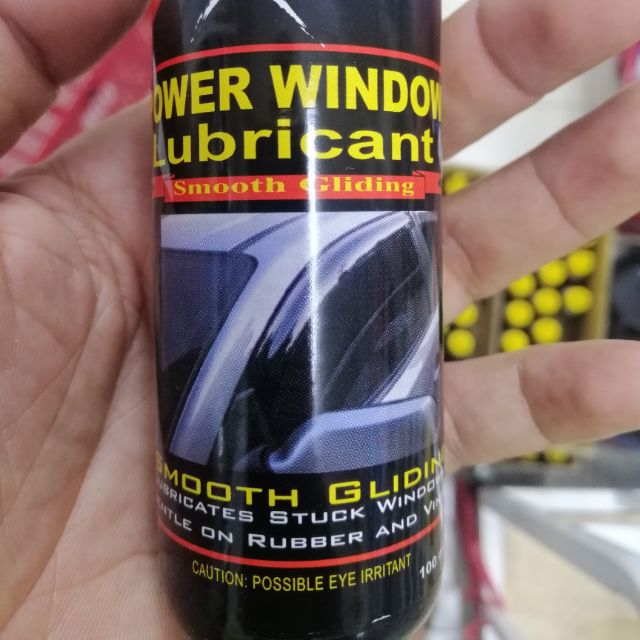 OWER WINDOW
Lubricant
Smooth Gliding
SMOOTH GLIDING
UBRICATES STUCK WINDOW
NTLE ON RUBBER AND VIN
CAUTION: POSSIBLE EYE IRRITANT
100